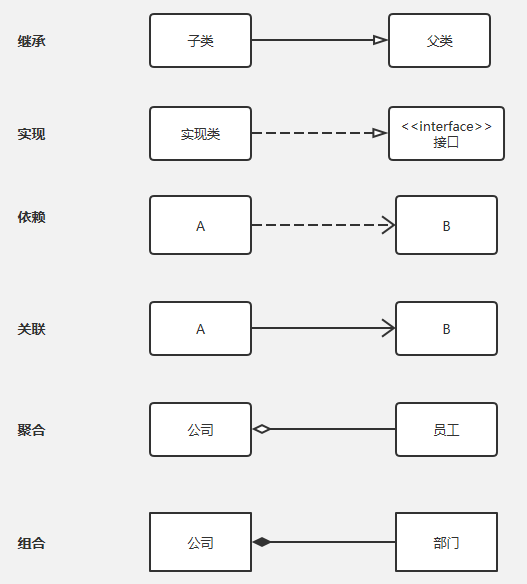 继承
子类
父类
实现
实现类
<<interface>>
接口
依赖
A
B
关联
A
B
聚合
公司
员工
组合
公司
部门